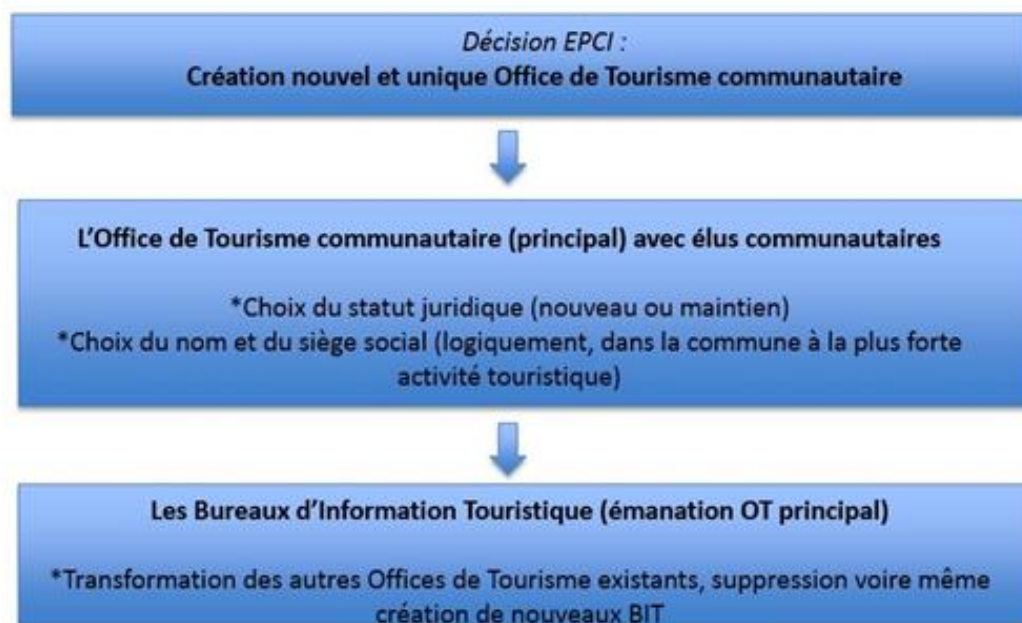 Décision EPCI :
Création nouvel et unique Office de Tourisme communautaire
L'Office de Tourisme communautaire (principal) avec élus communautaires
*Choix du statut juridique (nouveau ou maintien)
*Choix du nom et du siège social (logiquement, dans la commune à la plus forte
activité touristique)
Les Bureaux d'Information Touristique (émanation OT principal)
*Transformation des autres Offices de Tourisme existants, suppression voire même
création de nouveaux BIT